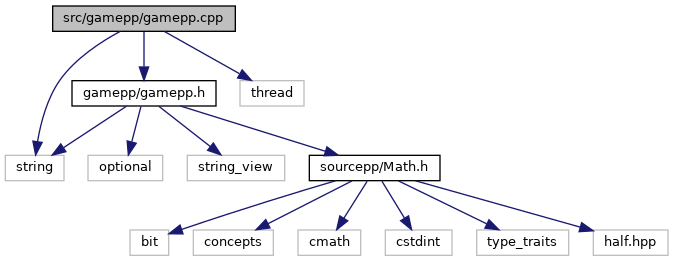 src/gamepp/gamepp.cpp
gamepp/gamepp.h
thread
string
optional
string_view
sourcepp/Math.h
bit
concepts
cmath
cstdint
type_traits
half.hpp